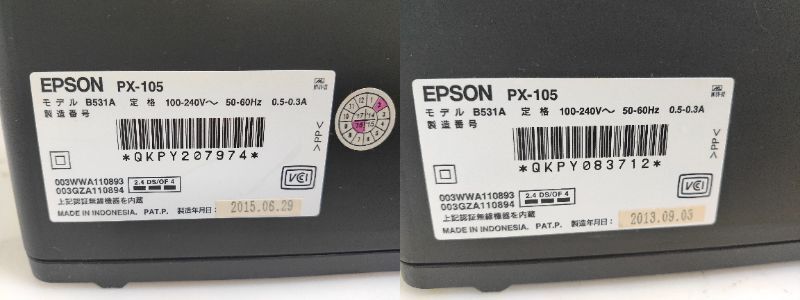 EPSON PX-105
モデル B531A 定格 100-240V～ 50-60Hz 0.5-0.3A
製造番号
*QKPY207974*
>PP<
003WWA110893
003GZA110894
2.4 DS/OF 4
VCI
上記認証無線機器を内蔵
MADE IN INDONESIA. PAT.P. 製造年月日: 2015.06.29
EPSON PX-105
モデル B531A 定格 100-240V～ 50-60Hz 0.5-0.3A
製造番号
*QKPY083712*
>PP<
003WWA110893
003GZA110894
2.4 DS/OF 4
VCI
上記認証無線機器を内蔵
MADE IN INDONESIA. PAT.P. 製造年月日: 2013.09.03